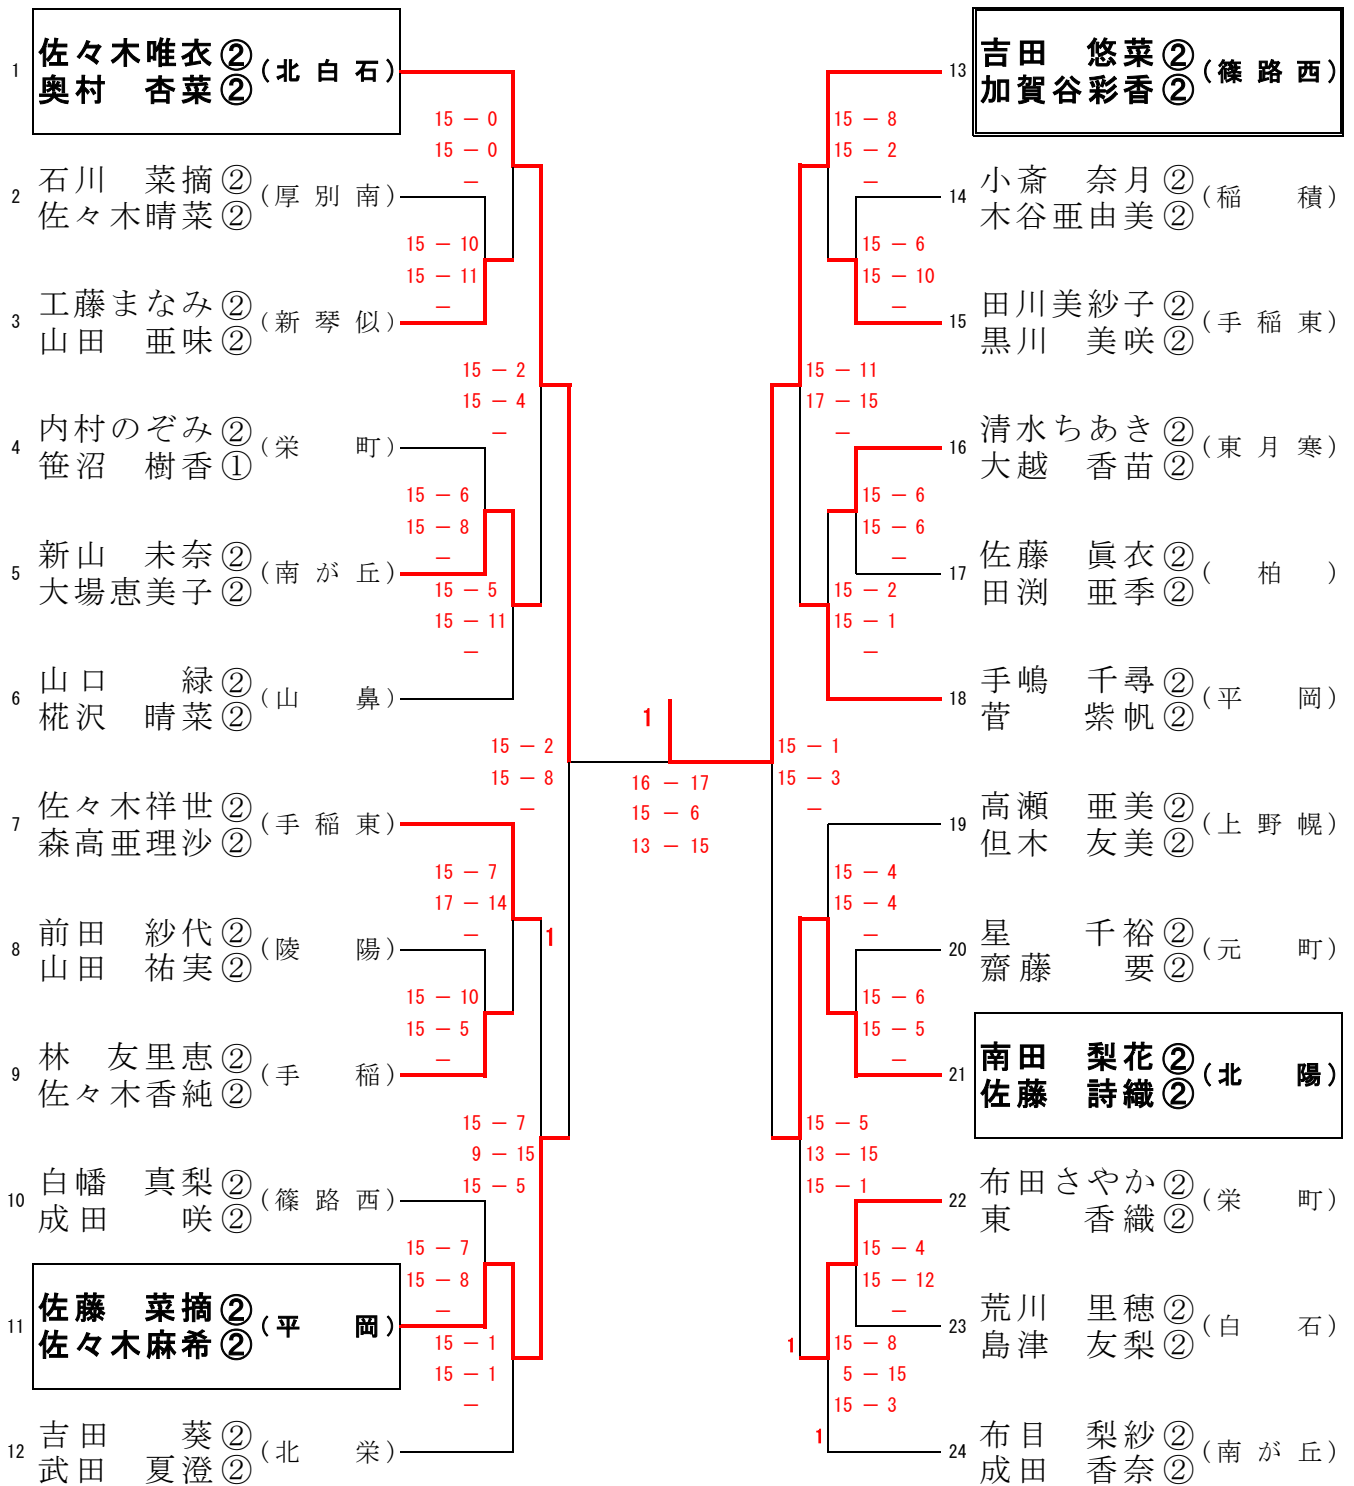 1 佐々木唯衣② (北白石)
奥村 杏菜②
15 － 0
15 － 0
－
2 石川 菜摘② (厚別南)
佐々木晴菜②
15 － 10
15 － 11
－
3 工藤まなみ② (新琴似)
山田 亜味②
15 － 2
15 － 4
－
4 内村のぞみ② (栄町)
笹沼 樹香①
15 － 6
15 － 8
－
5 新山 未奈② (南が丘)
大場恵美子②
15 － 5
15 － 11
－
6 山口 緑② (山鼻)
椛沢 晴菜②
15 － 2
15 － 8
－
7 佐々木祥世② (手稲東)
森高亜理沙②
15 － 7
17 － 14
－
1
8 前田 紗代② (陵陽)
山田 祐実②
15 － 10
15 － 5
－
9 林 友里恵② (手稲)
佐々木香純②
15 － 7
9 － 15
15 － 5
10 白幡 真梨② (篠路西)
成田 咲②
15 － 7
15 － 8
－
11 佐藤 菜摘② (平岡)
佐々木麻希②
15 － 1
15 － 1
－
12 吉田 葵② (北栄)
武田 夏澄②
1
16 － 17
15 － 6
13 － 15
13 吉田 悠菜② (篠路西)
加賀谷彩香②
15 － 8
15 － 2
－
14 小斎 奈月② (稲積)
木谷亜由美②
15 － 6
15 － 10
－
15 田川美紗子② (手稲東)
黒川 美咲②
15 － 11
17 － 15
－
16 清水ちあき② (東月寒)
大越 香苗②
15 － 6
15 － 6
－
17 佐藤 眞衣② (柏)
田渕 亜季②
15 － 2
15 － 1
－
18 手嶋 千尋② (平岡)
菅 紫帆②
15 － 1
15 － 3
－
19 高瀬 亜美② (上野幌)
但木 友美②
15 － 4
15 － 4
－
20 星 千裕② (元町)
齋藤 要②
15 － 6
15 － 5
－
21 南田 梨花② (北陽)
佐藤 詩織②
15 － 5
13 － 15
15 － 1
22 布田さやか② (栄町)
東 香織②
15 － 4
15 － 12
－
23 荒川 里穂② (白石)
島津 友梨②
1
15 － 8
5 － 15
15 － 3
1
24 布目 梨紗② (南が丘)
成田 香奈②